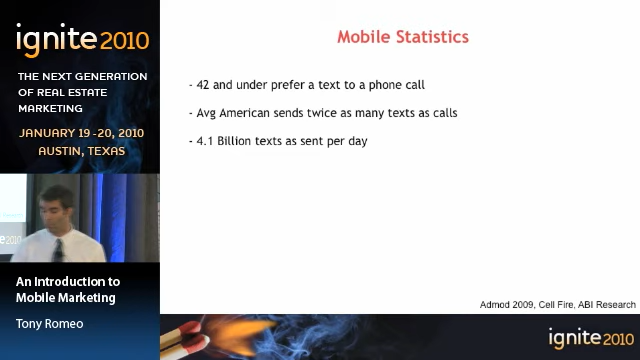 ignite2010
THE NEXT GENERATION
OF REAL ESTATE
MARKETING
JANUARY 19-20, 2010
AUSTIN, TEXAS
An Introduction to
Mobile Marketing
Tony Romeo
Mobile Statistics
- 42 and under prefer a text to a phone call
- Avg American sends twice as many texts as calls
- 4.1 Billion texts as sent per day
Admod 2009, Cell Fire, ABI Research
ignite2010